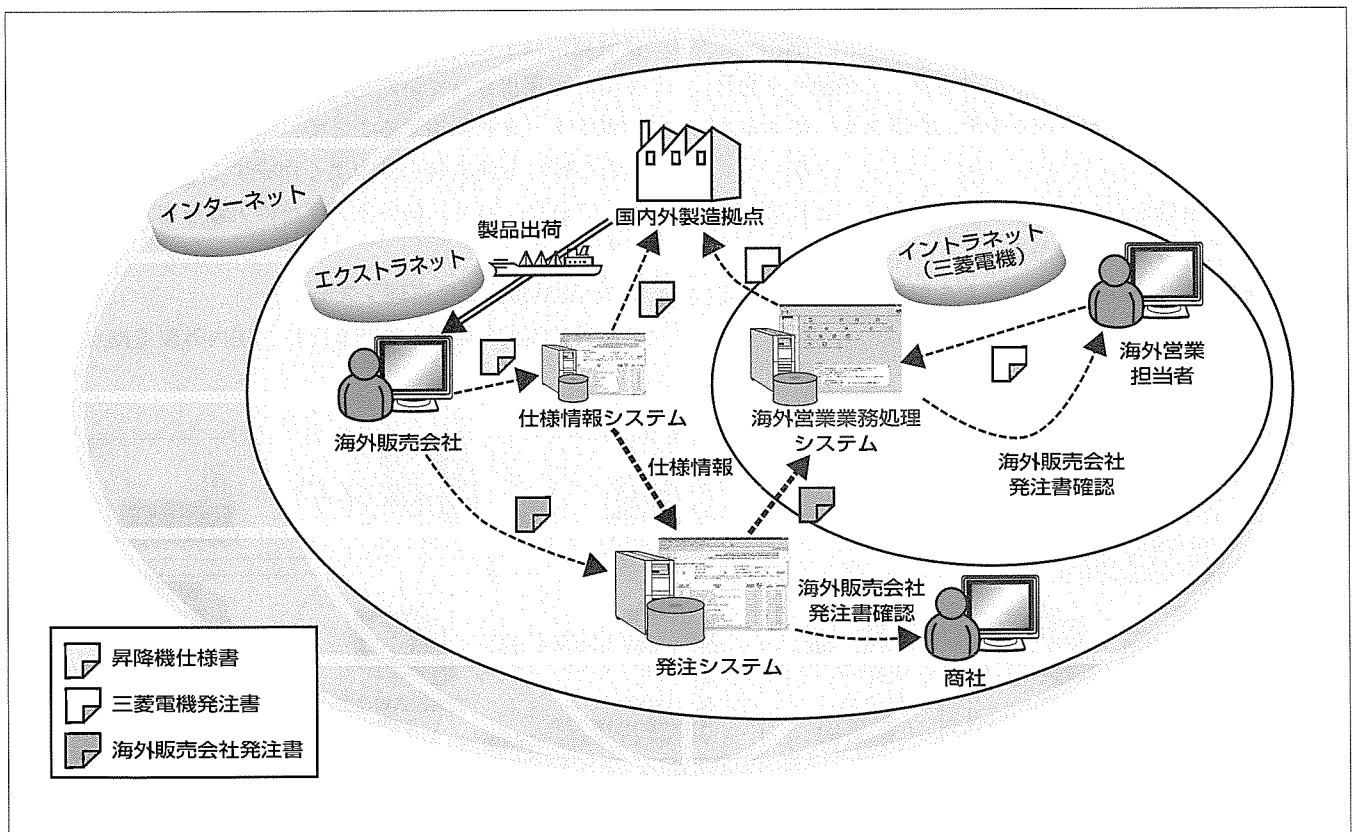 国内外製造拠点
インターネット
製品出荷
イントラネット
(三菱電機)
エクストラネット
海外営業
担当者
仕様情報システム
海外営業業務処理
システム
海外販売会社
仕様情報
海外販売会社
発注書確認
海外販売会社
発注書確認
発注システム
商社
昇降機仕様書
三菱電機発注書
海外販売会社発注書